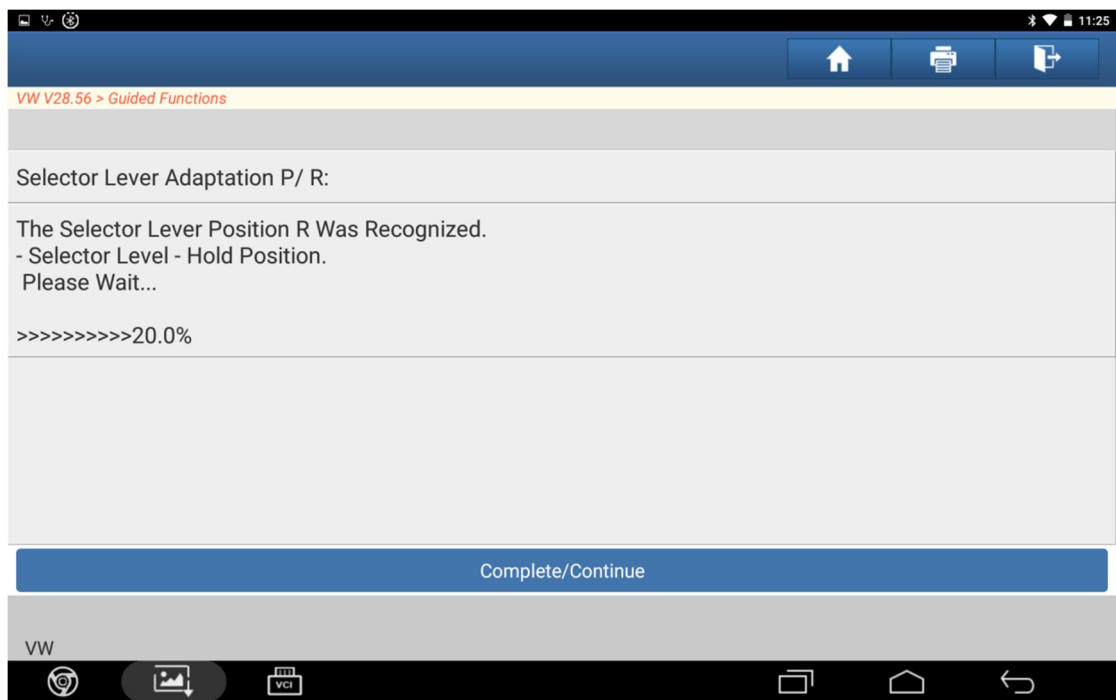 11:25
VW V28.56 > Guided Functions
Selector Lever Adaptation P/ R:
The Selector Lever Position R Was Recognized.
- Selector Level - Hold Position.
Please Wait...
>>>>>>>>>>20.0%
Complete/Continue
VW
VCI